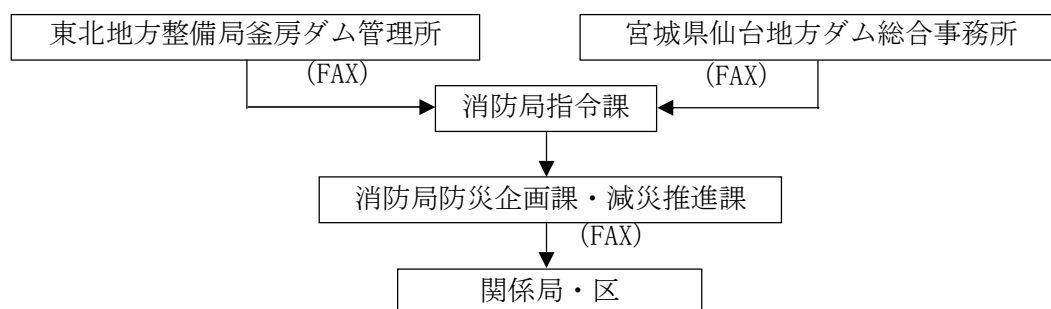 東北地方整備局釜房ダム管理所
宮城県仙台地方ダム総合事務所
(FAX)
(FAX)
消防局指令課
消防局防災企画課・減災推進課
(FAX)
関係局・区